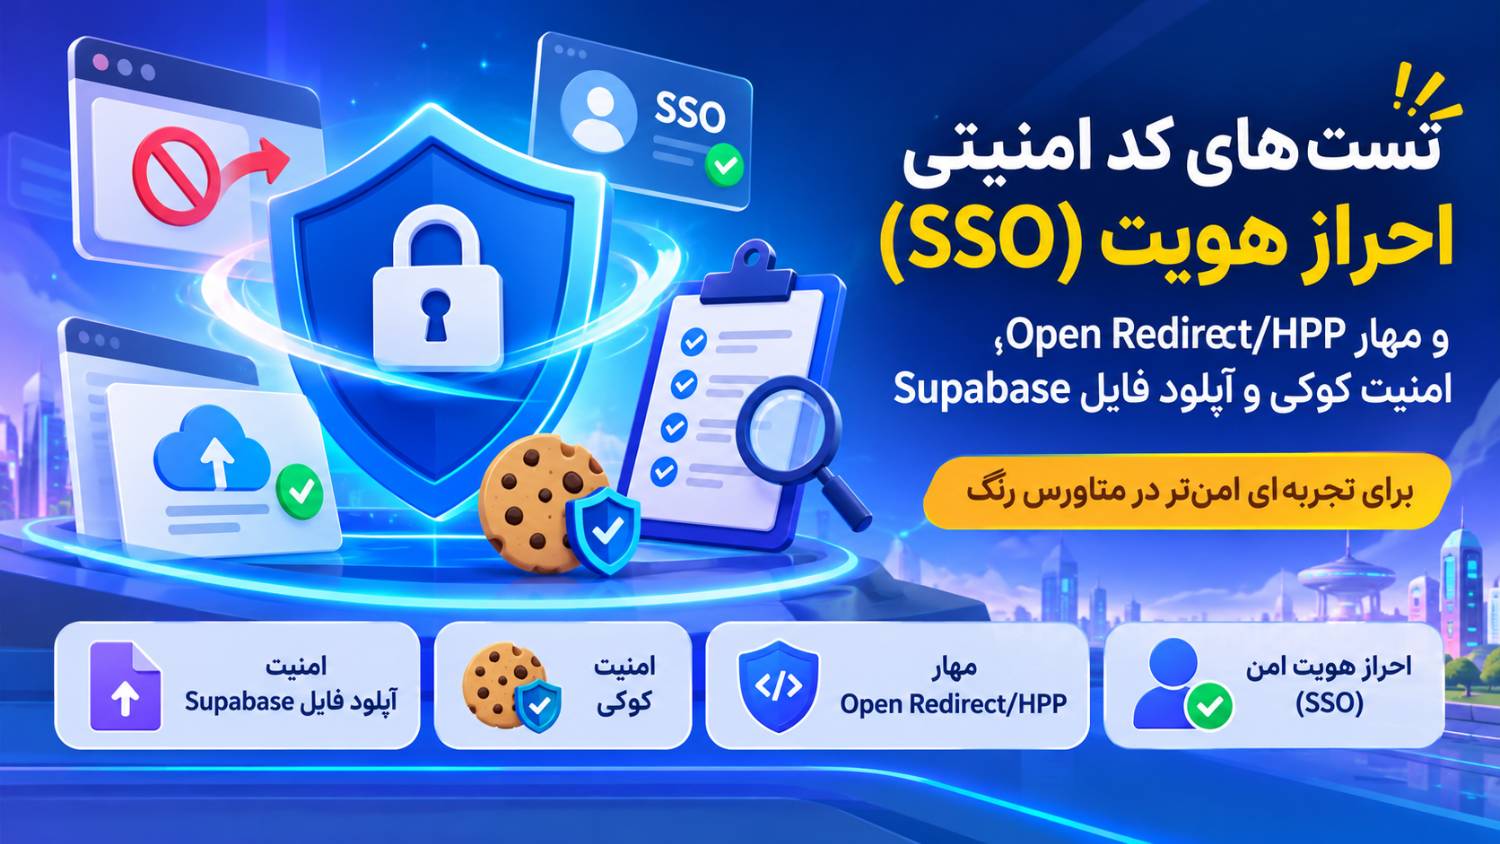 تست‌های کد امنیتی
احراز هویت (SSO)
و مهار Open Redirect/HPP،
امنیت کوکی و آپلود فایل Supabase
برای تجربه‌ای امن‌تر در متاورس رنگ
SSO
احراز هویت امن
(SSO)
مهار
Open Redirect/HPP
امنیت
کوکی
امنیت
آپلود فایل Supabase